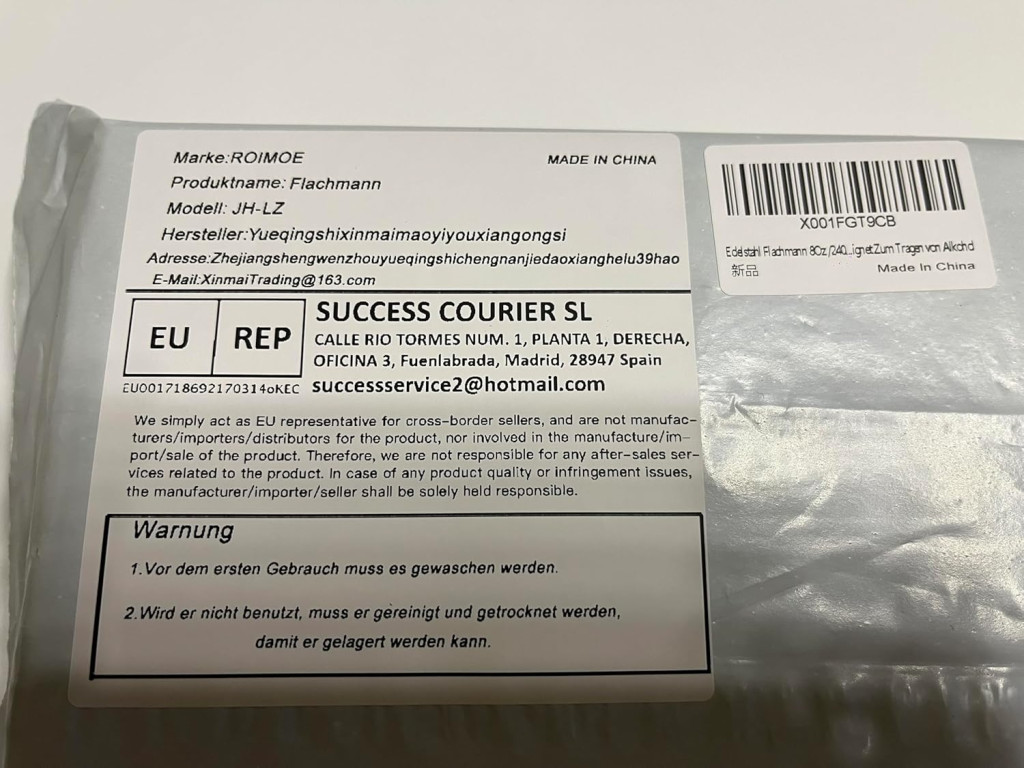 Marke:ROIMOE
MADE IN CHINA
Produktname: Flachmann
Modell: JH-LZ
Hersteller:Yueqingshixinmaimaoyiyouxiangongsi
Adresse:Zhejiangshengwenzhouyueqingshichengnanjiedaoxianghelu39hao
E-Mail:XinmaiTrading@163.com
EU REP
SUCCESS COURIER SL
CALLE RIO TORMES NUM. 1, PLANTA 1, DERECHA,
OFICINA 3, Fuenlabrada, Madrid, 28947 Spain
EU001718692170314oKEC
successservice2@hotmail.com
We simply act as EU representative for cross-border sellers, and are not manufac-
turers/importers/distributors for the product, nor involved in the manufacture/im-
port/sale of the product. Therefore, we are not responsible for any after-sales ser-
vices related to the product. In case of any product quality or infringement issues,
the manufacturer/importer/seller shall be solely held responsible.
Warnung
1.Vor dem ersten Gebrauch muss es gewaschen werden.
2.Wird er nicht benutzt, muss er gereinigt und getrocknet werden,
damit er gelagert werden kann.
X001FGT9CB
Edelstahl Flachmann 8Oz/240...ignet Zum Tragen von Alkohol
新品
Made In China